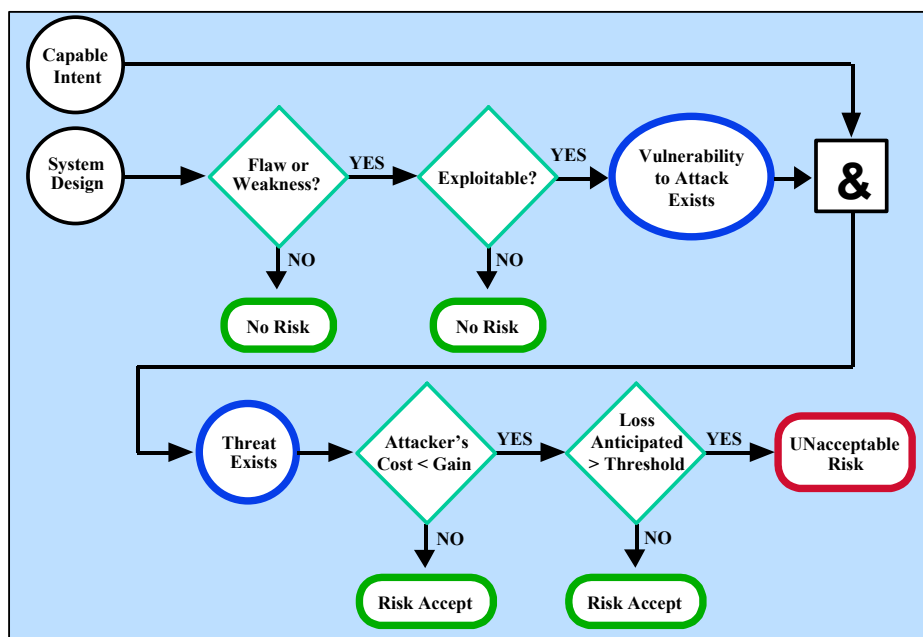 Capable
Intent
System
Design
Flaw or
Weakness?
YES
Exploitable?
YES
Vulnerability
to Attack
Exists
&
NO
NO
No Risk
No Risk
Threat
Exists
Attacker's
Cost < Gain
YES
Loss
Anticipated
> Threshold
YES
UNacceptable
Risk
NO
NO
Risk Accept
Risk Accept